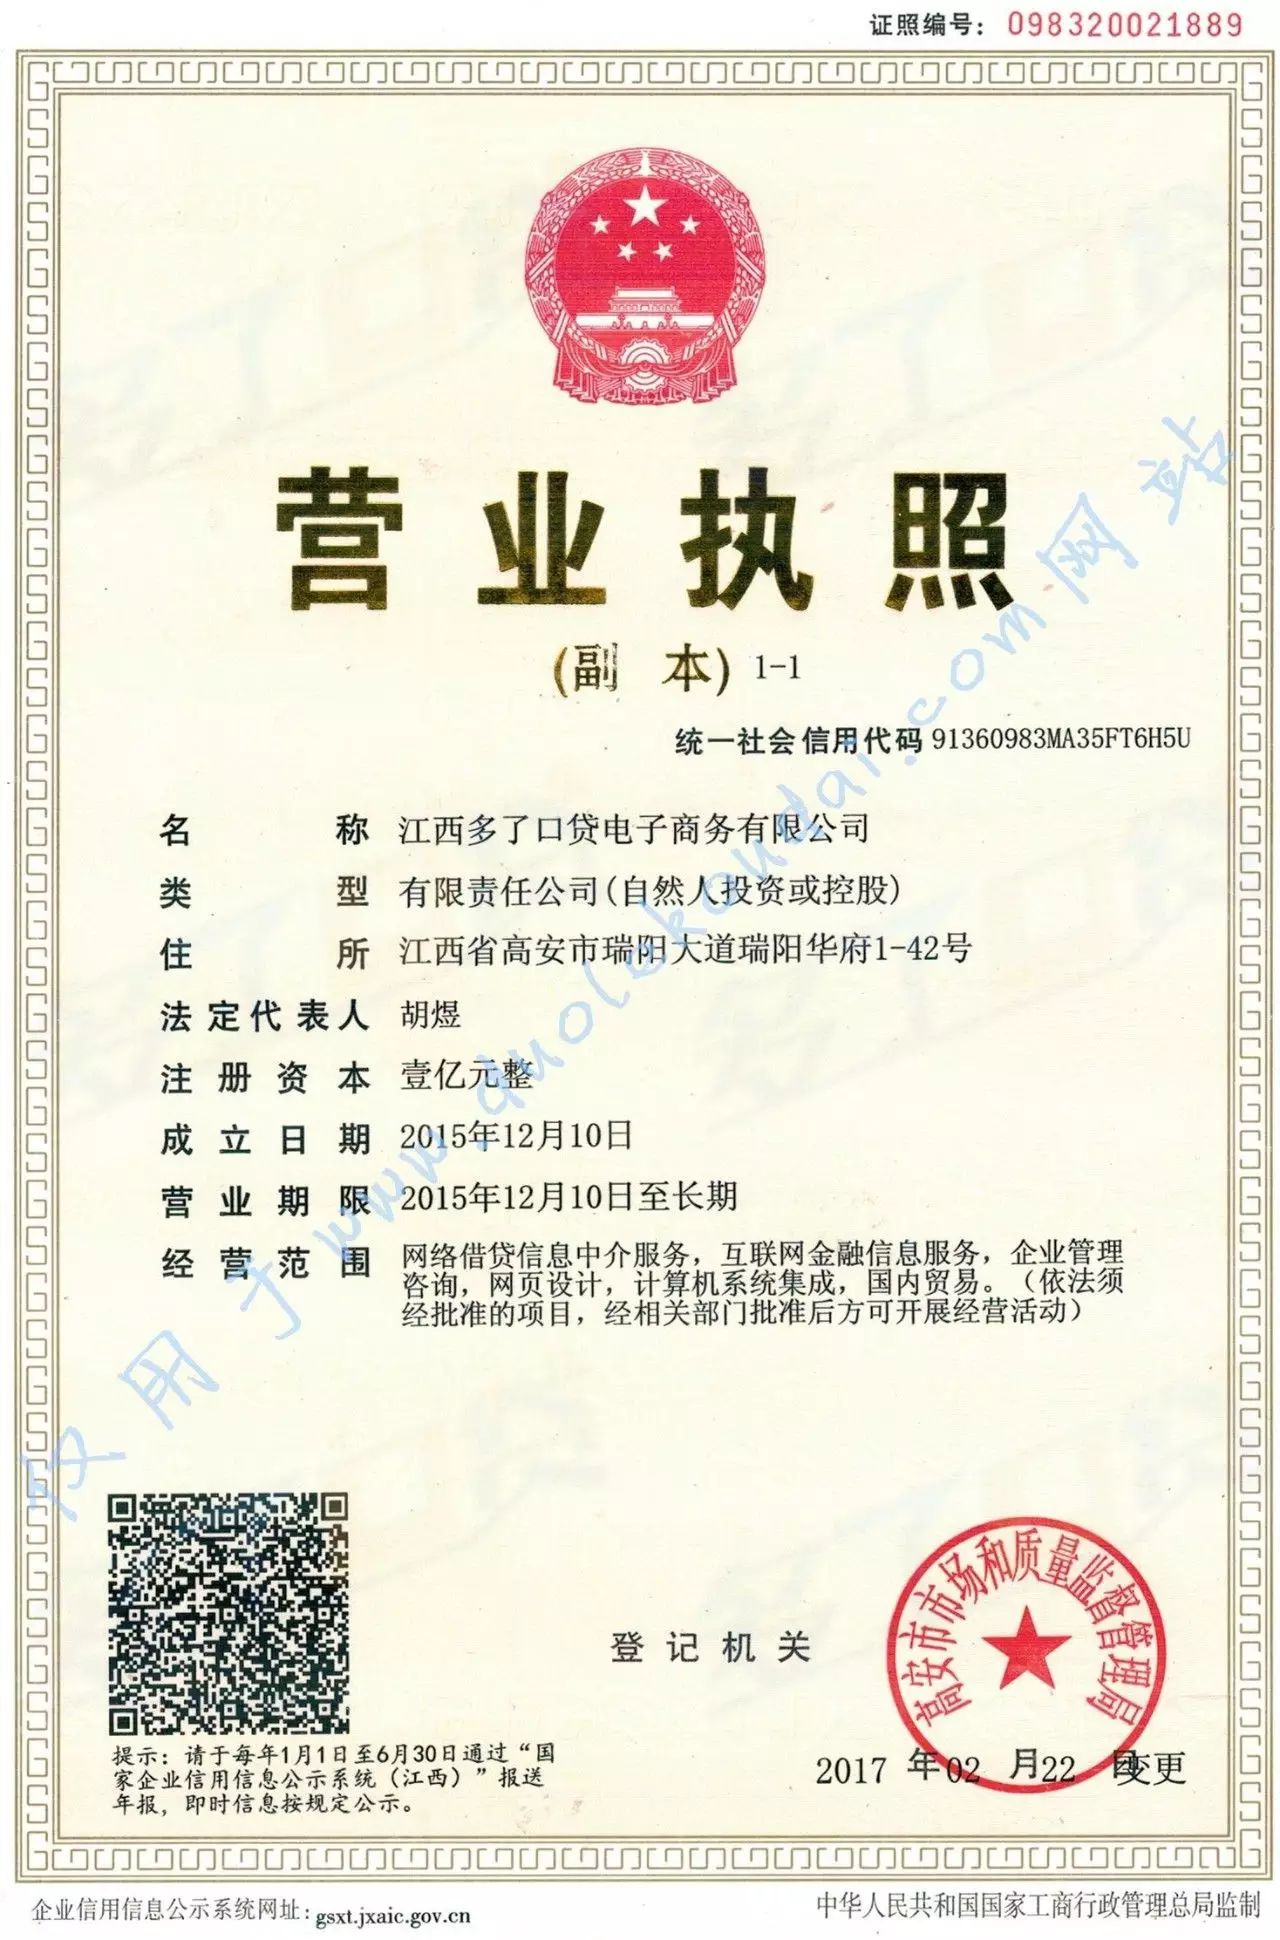 证照编号：098320021889
营业执照
（副 本）1-1
统一社会信用代码 91360983MA35FT6H5U
名 称 江西多了口贷电子商务有限公司
类 型 有限责任公司(自然人投资或控股)
住 所 江西省高安市瑞阳大道瑞阳华府1-42号
法定代表人 胡煜
注册资本 壹亿元整
成立日期 2015年12月10日
营业期限 2015年12月10日至长期
经营范围 网络借贷信息中介服务，互联网金融信息服务，企业管理
咨询，网页设计，计算机系统集成，国内贸易。（依法须
经批准的项目，经相关部门批准后方可开展经营活动）
仅用于www.duolekoudai.com网站
登记机关
高安市市场和质量监督管理局
2017 年 02 月 22 日变更
提示：请于每年1月1日至6月30日通过“国
家企业信用信息公示系统（江西）”报送
年报，即时信息按规定公示。
企业信用信息公示系统网址：gsxt.jxaic.gov.cn
中华人民共和国国家工商行政管理总局监制